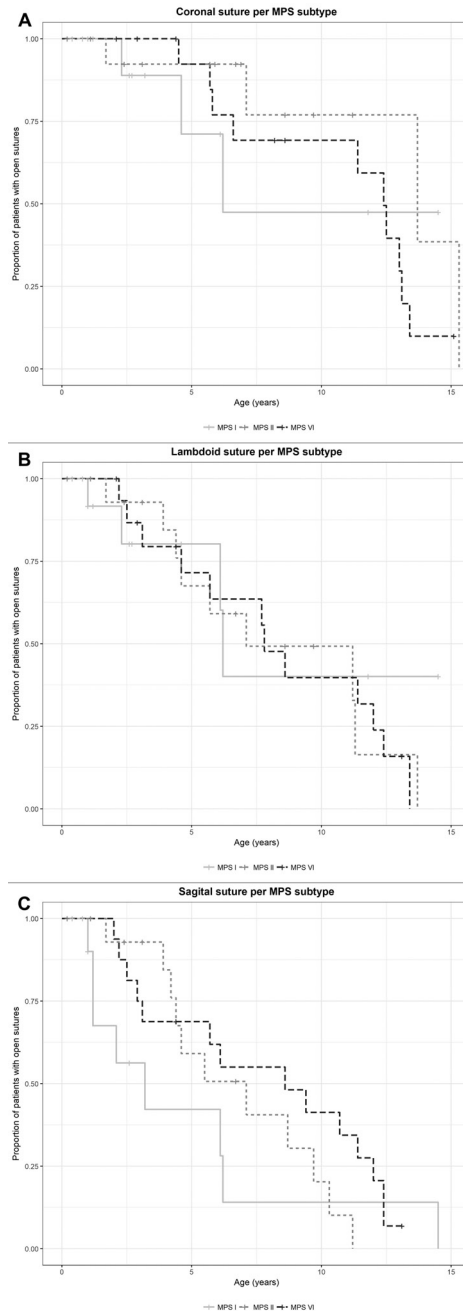 A
Coronal suture per MPS subtype
Proportion of patients with open sutures
1.00
0.75
0.50
0.25
0.00
0 5 10 15
Age (years)
MPS I MPS II MPS VI
B
Lambdoid suture per MPS subtype
Proportion of patients with open sutures
1.00
0.75
0.50
0.25
0.00
0 5 10 15
Age (years)
MPS I MPS II MPS VI
C
Sagital suture per MPS subtype
Proportion of patients with open sutures
1.00
0.75
0.50
0.25
0.00
0 5 10 15
Age (years)
MPS I MPS II MPS VI